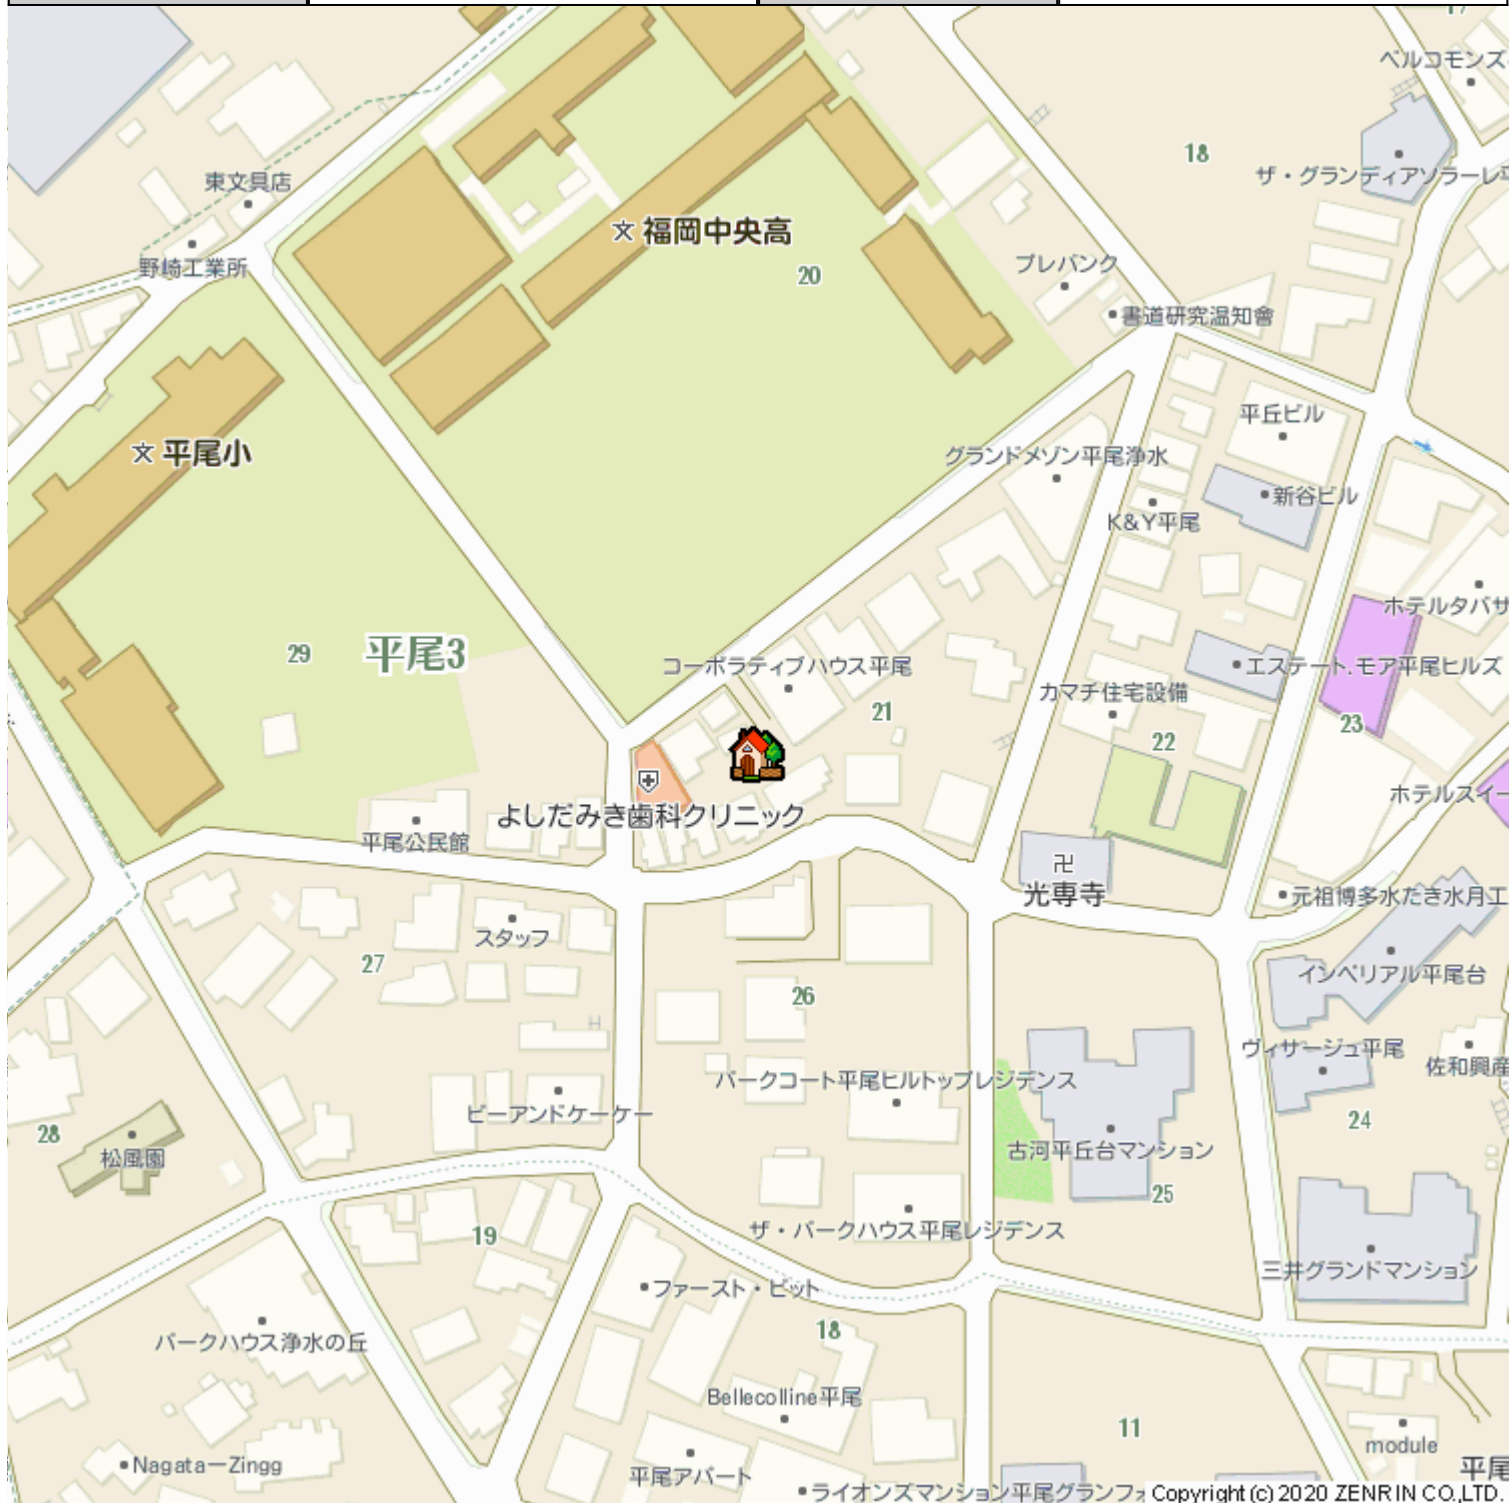 17
ベルコモンズ
18
ザ・グランディアソラーレ平
東文具店
文 福岡中央高
野崎工業所
20
プレバンク
書道研究温知會
平丘ビル
文 平尾小
グランドメゾン平尾浄水
新谷ビル
K&Y平尾
ホテルタバサ
29
平尾3
コーポラティブハウス平尾
エステート.モア平尾ヒルズ
カマチ住宅設備
21
22
23
ホテルスイー
よしだみき歯科クリニック
平尾公民館
卍
光専寺
元祖博多水たき水月工
スタッフ
27
インペリアル平尾台
26
ヴィサージュ平尾
佐和興産
パークコート平尾ヒルトップレジデンス
ビーアンドケーケー
24
28
松風園
古河平丘台マンション
25
19
ザ・パークハウス平尾レジデンス
三井グランドマンション
ファースト・ビット
18
パークハウス浄水の丘
Bellecolline平尾
11
module
Nagata－Zingg
平尾アパート
平尾
ライオンズマンション平尾グランフォ
Copyright (c) 2020 ZENRIN CO.,LTD